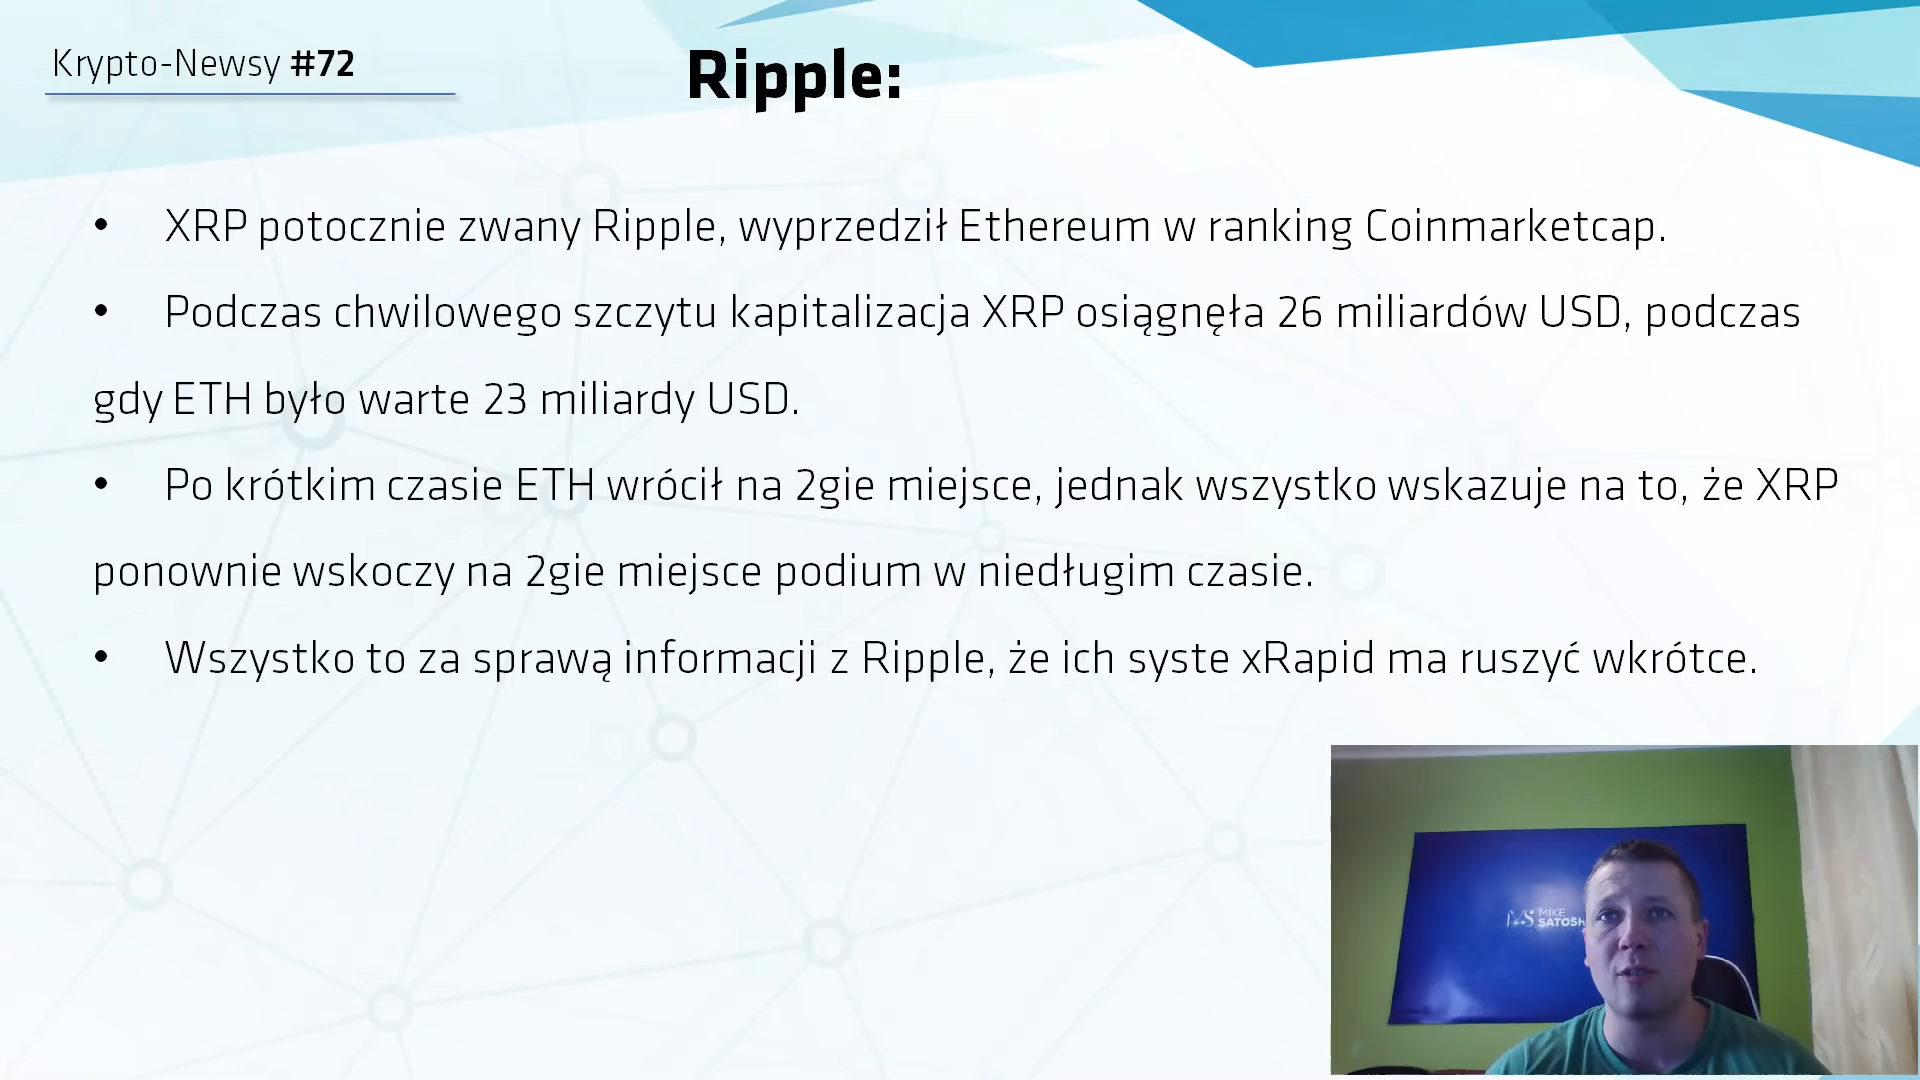 Krypto-Newsy #72
Ripple:
• XRP potocznie zwany Ripple, wyprzedził Ethereum w ranking Coinmarketcap.
• Podczas chwilowego szczytu kapitalizacja XRP osiągnęła 26 miliardów USD, podczas
gdy ETH było warte 23 miliardy USD.
• Po krótkim czasie ETH wrócił na 2gie miejsce, jednak wszystko wskazuje na to, że XRP
ponownie wskoczy na 2gie miejsce podium w niedługim czasie.
• Wszystko to za sprawą informacji z Ripple, że ich syste xRapid ma ruszyć wkrótce.
MS MIKE
SATOSH